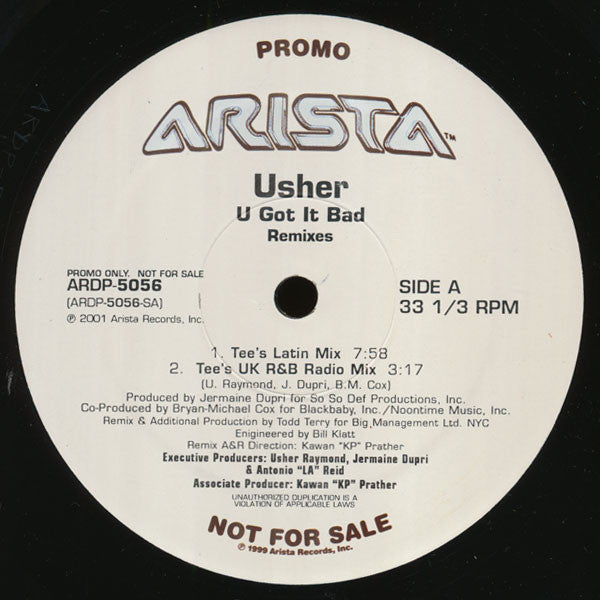 PROMO
ARISTA™
Usher
U Got It Bad
Remixes
PROMO ONLY. NOT FOR SALE
ARDP-5056
(ARDP-5056-SA)
℗ 2001 Arista Records, Inc.
SIDE A
33 1/3 RPM
1. Tee's Latin Mix 7:58
2. Tee's UK R&B Radio Mix 3:17
(U. Raymond, J. Dupri, B.M. Cox)
Produced by Jermaine Dupri for So So Def Productions, Inc.
Co-Produced by Bryan-Michael Cox for Blackbaby, Inc./Noontime Music, Inc.
Remix & Additional Production by Todd Terry for Big Management Ltd. NYC
Enigineered by Bill Klatt
Remix A&R Direction: Kawan "KP" Prather
Executive Producers: Usher Raymond, Jermaine Dupri
& Antonio "LA" Reid
Associate Producer: Kawan "KP" Prather
UNAUTHORIZED DUPLICATION IS A
VIOLATION OF APPLICABLE LAWS
NOT FOR SALE
℗ 1999 Arista Records, Inc.